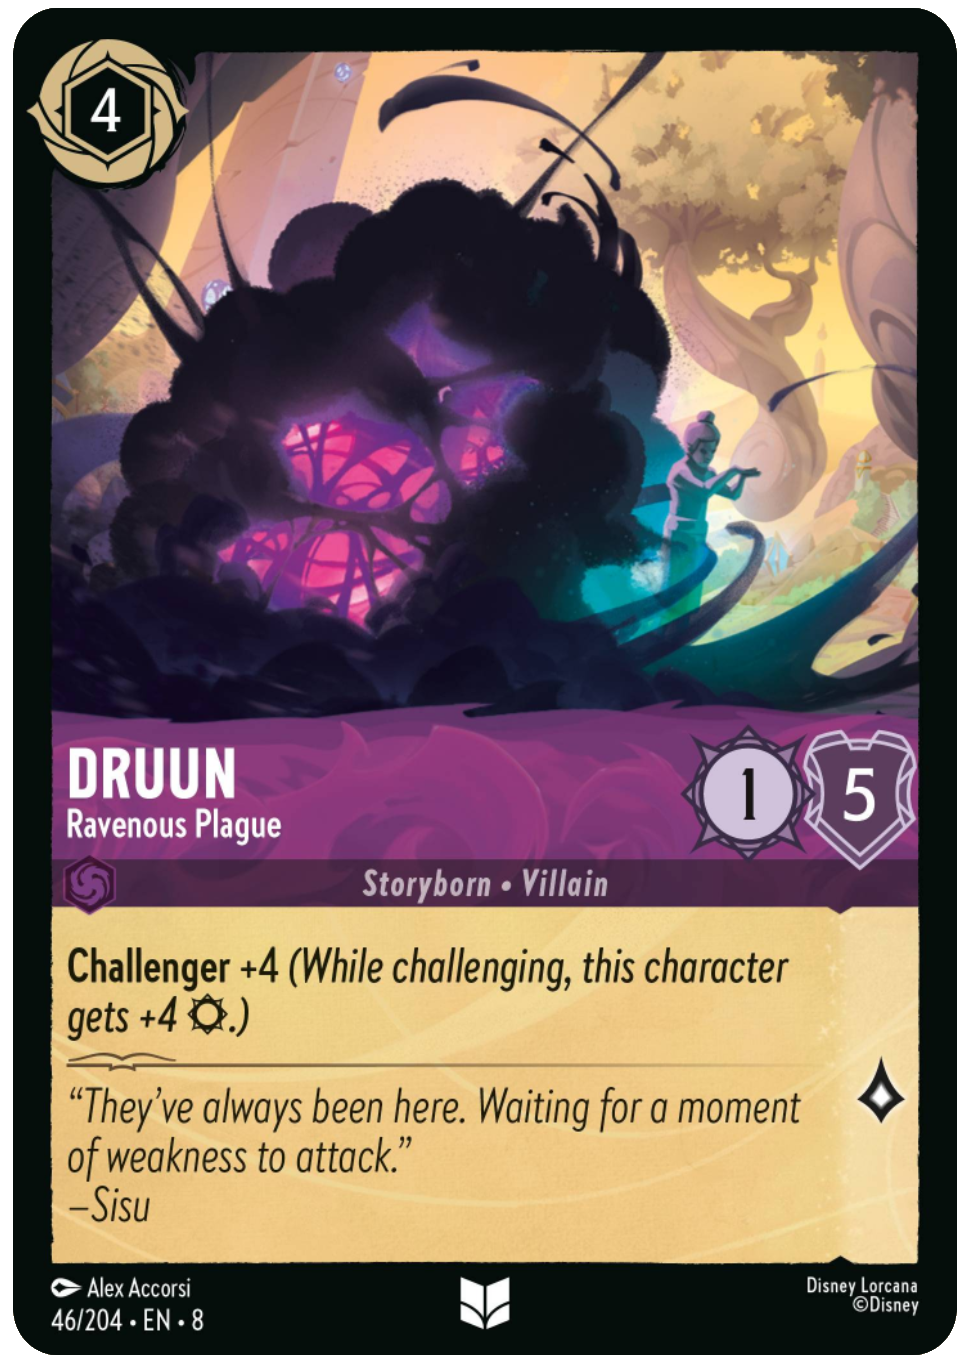 4
DRUUN
Ravenous Plague
1
5
Storyborn • Villain
Challenger +4 (While challenging, this character
gets +4 .)
“They’ve always been here. Waiting for a moment
of weakness to attack.”
–Sisu
Alex Accorsi
46/204 • EN • 8
Disney Lorcana
©Disney